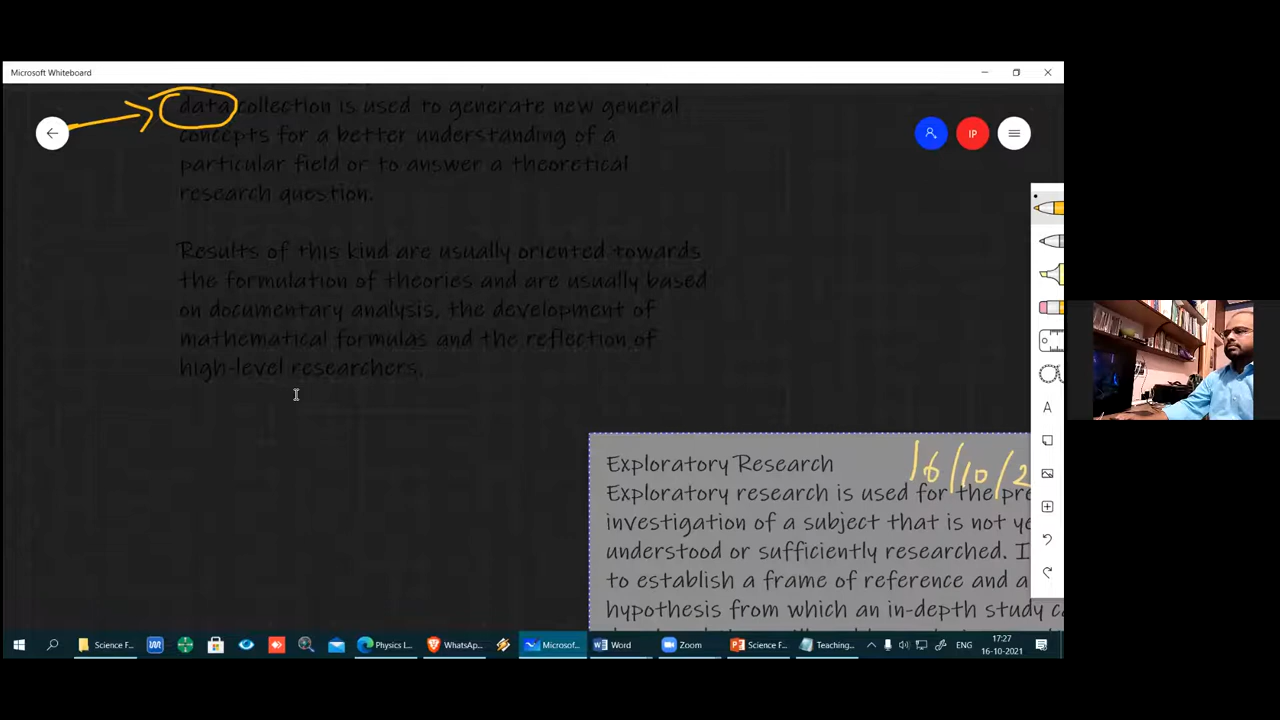 Microsoft Whiteboard
data collection is used to generate new general
concepts for a better understanding of a
particular field or to answer a theoretical
research question.
IP
Results of this kind are usually oriented towards
the formulation of theories and are usually based
on documentary analysis, the development of
mathematical formulas and the reflection of
high-level researchers.
A
16/10/2
Exploratory Research
Exploratory research is used for the pre
investigation of a subject that is not ye
understood or sufficiently researched. I
to establish a frame of reference and a
hypothesis from which an in-depth study c
Science F...
Physics I...
WhatsAp...
Microsof...
Word
Zoom
Science F...
Teaching...
ENG
17:27
16-10-2021